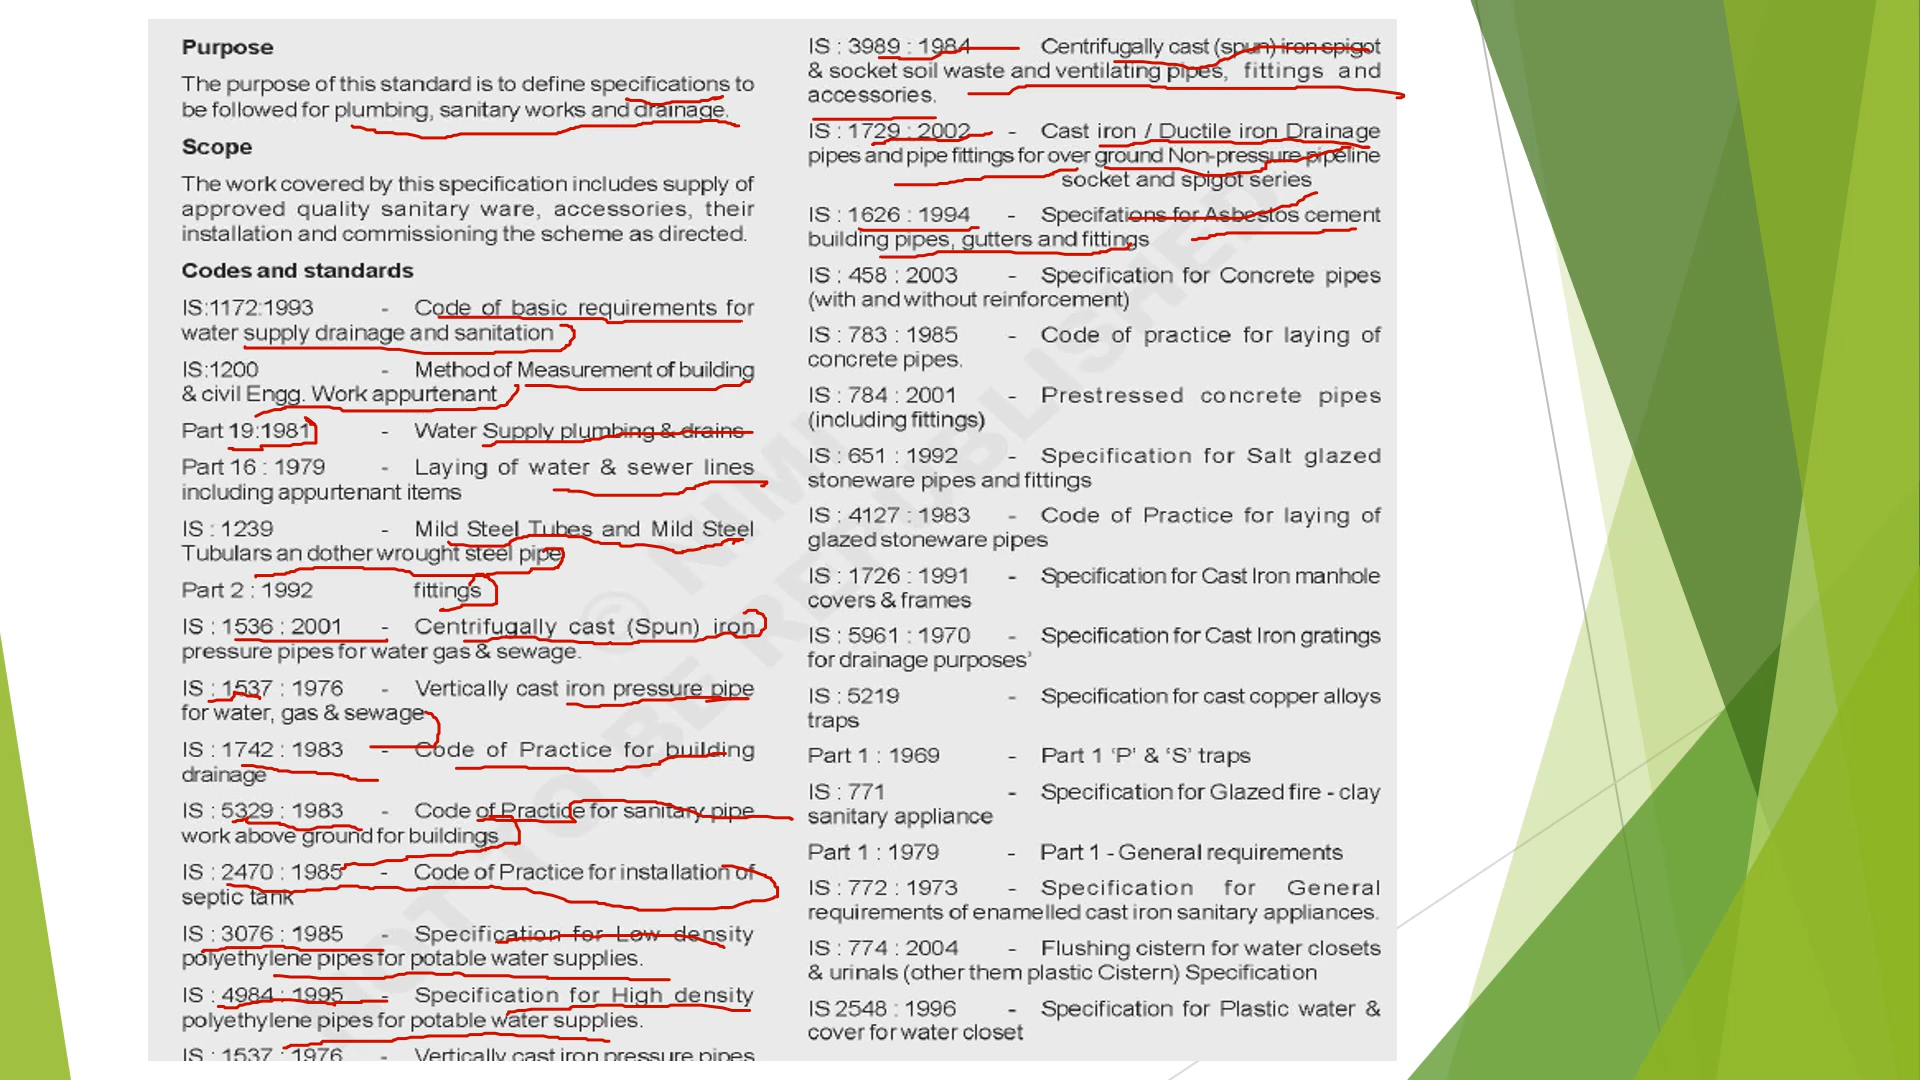 Purpose
The purpose of this standard is to define specifications to
be followed for plumbing, sanitary works and drainage.
Scope
The work covered by this specification includes supply of
approved quality sanitary ware, accessories, their
installation and commissioning the scheme as directed.
Codes and standards
IS:1172:1993 - Code of basic requirements for
water supply drainage and sanitation
IS:1200 - Method of Measurement of building
& civil Engg. Work appurtenant
Part 19:1981 - Water Supply plumbing & drains
Part 16 : 1979 - Laying of water & sewer lines
including appurtenant items
IS : 1239 - Mild Steel Tubes and Mild Steel
Tubulars an dother wrought steel pipe
Part 2 : 1992 fittings
IS : 1536 : 2001 - Centrifugally cast (Spun) iron
pressure pipes for water gas & sewage.
IS : 1537 : 1976 - Vertically cast iron pressure pipe
for water, gas & sewage
IS : 1742 : 1983 - Code of Practice for building
drainage
IS : 5329 : 1983 - Code of Practice for sanitary pipe
work above ground for buildings
IS : 2470 : 1985 - Code of Practice for installation of
septic tank
IS : 3076 : 1985 - Specification for Low density
polyethylene pipes for potable water supplies.
IS : 4984 : 1995 - Specification for High density
polyethylene pipes for potable water supplies.
IS : 1537 : 1976 - Vertically cast iron pressure pipes
IS : 3989 : 1984 Centrifugally cast (spun) iron spigot
& socket soil waste and ventilating pipes, fittings and
accessories.
IS : 1729 : 2002 - Cast iron / Ductile iron Drainage
pipes and pipe fittings for over ground Non-pressure pipeline
socket and spigot series
IS : 1626 : 1994 - Specifations for Asbestos cement
building pipes, gutters and fittings
IS : 458 : 2003 - Specification for Concrete pipes
(with and without reinforcement)
IS : 783 : 1985 - Code of practice for laying of
concrete pipes.
IS : 784 : 2001 - Prestressed concrete pipes
(including fittings)
IS : 651 : 1992 - Specification for Salt glazed
stoneware pipes and fittings
IS : 4127 : 1983 - Code of Practice for laying of
glazed stoneware pipes
IS : 1726 : 1991 - Specification for Cast Iron manhole
covers & frames
IS : 5961 : 1970 - Specification for Cast Iron gratings
for drainage purposes’
IS : 5219 - Specification for cast copper alloys
traps
Part 1 : 1969 - Part 1 ‘P’ & ‘S’ traps
IS : 771 - Specification for Glazed fire - clay
sanitary appliance
Part 1 : 1979 - Part 1 - General requirements
IS : 772 : 1973 - Specification for General
requirements of enamelled cast iron sanitary appliances.
IS : 774 : 2004 - Flushing cistern for water closets
& urinals (other them plastic Cistern) Specification
IS 2548 : 1996 - Specification for Plastic water &
cover for water closet
© NIMI
NOT TO BE REPUBLISHED